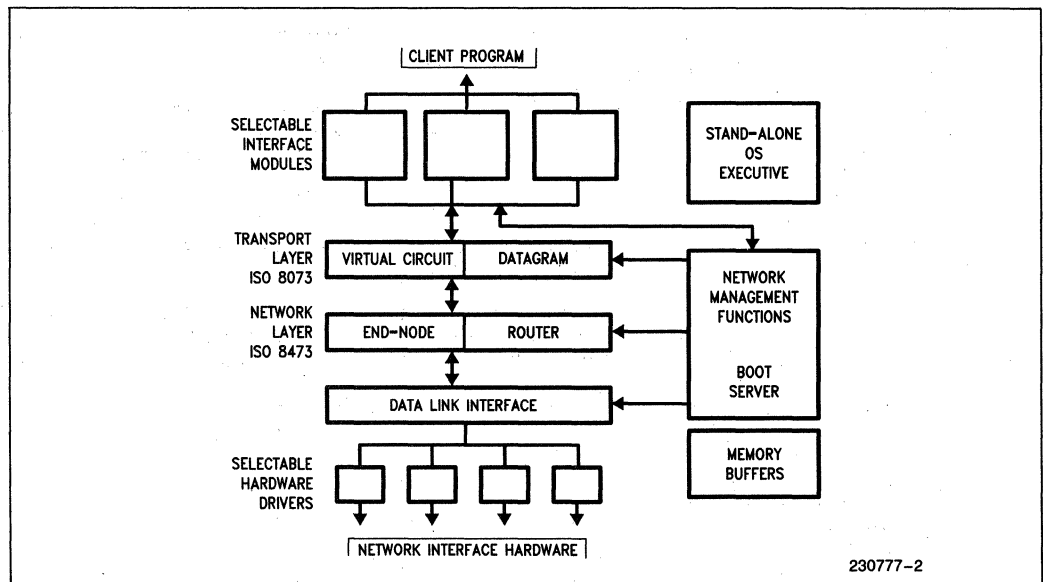 CLIENT PROGRAM
SELECTABLE
INTERFACE
MODULES
STAND-ALONE
OS
EXECUTIVE
TRANSPORT
LAYER
ISO 8073
VIRTUAL CIRCUIT
DATAGRAM
NETWORK
LAYER
ISO 8473
END-NODE
ROUTER
NETWORK
MANAGEMENT
FUNCTIONS
BOOT
SERVER
DATA LINK INTERFACE
MEMORY
BUFFERS
SELECTABLE
HARDWARE
DRIVERS
NETWORK INTERFACE HARDWARE
230777-2